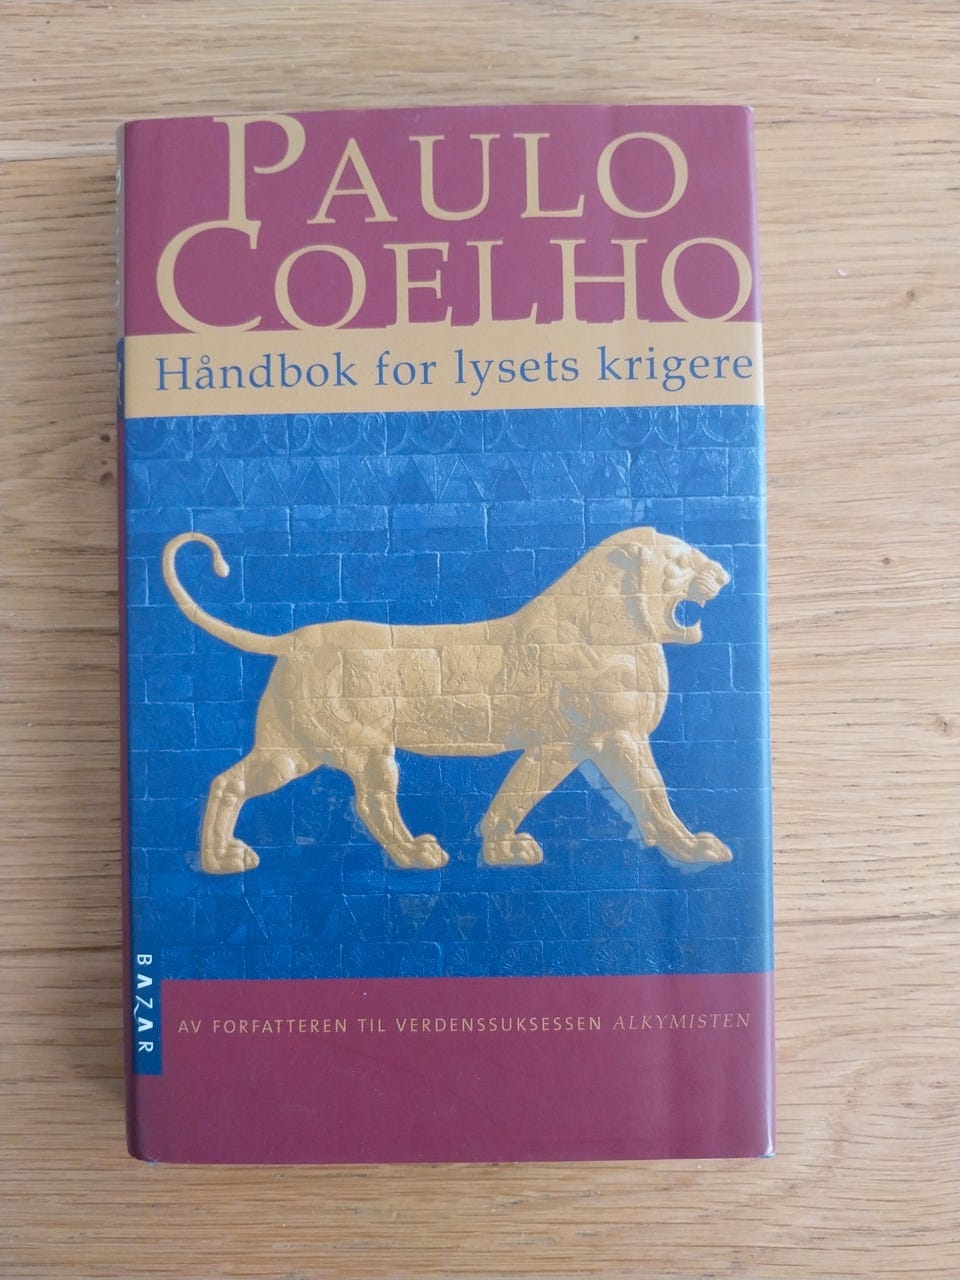 PAULO
COELHO
Håndbok for lysets krigere
BAZAR
AV FORFATTEREN TIL VERDENSSUKSESSEN ALKYMISTEN